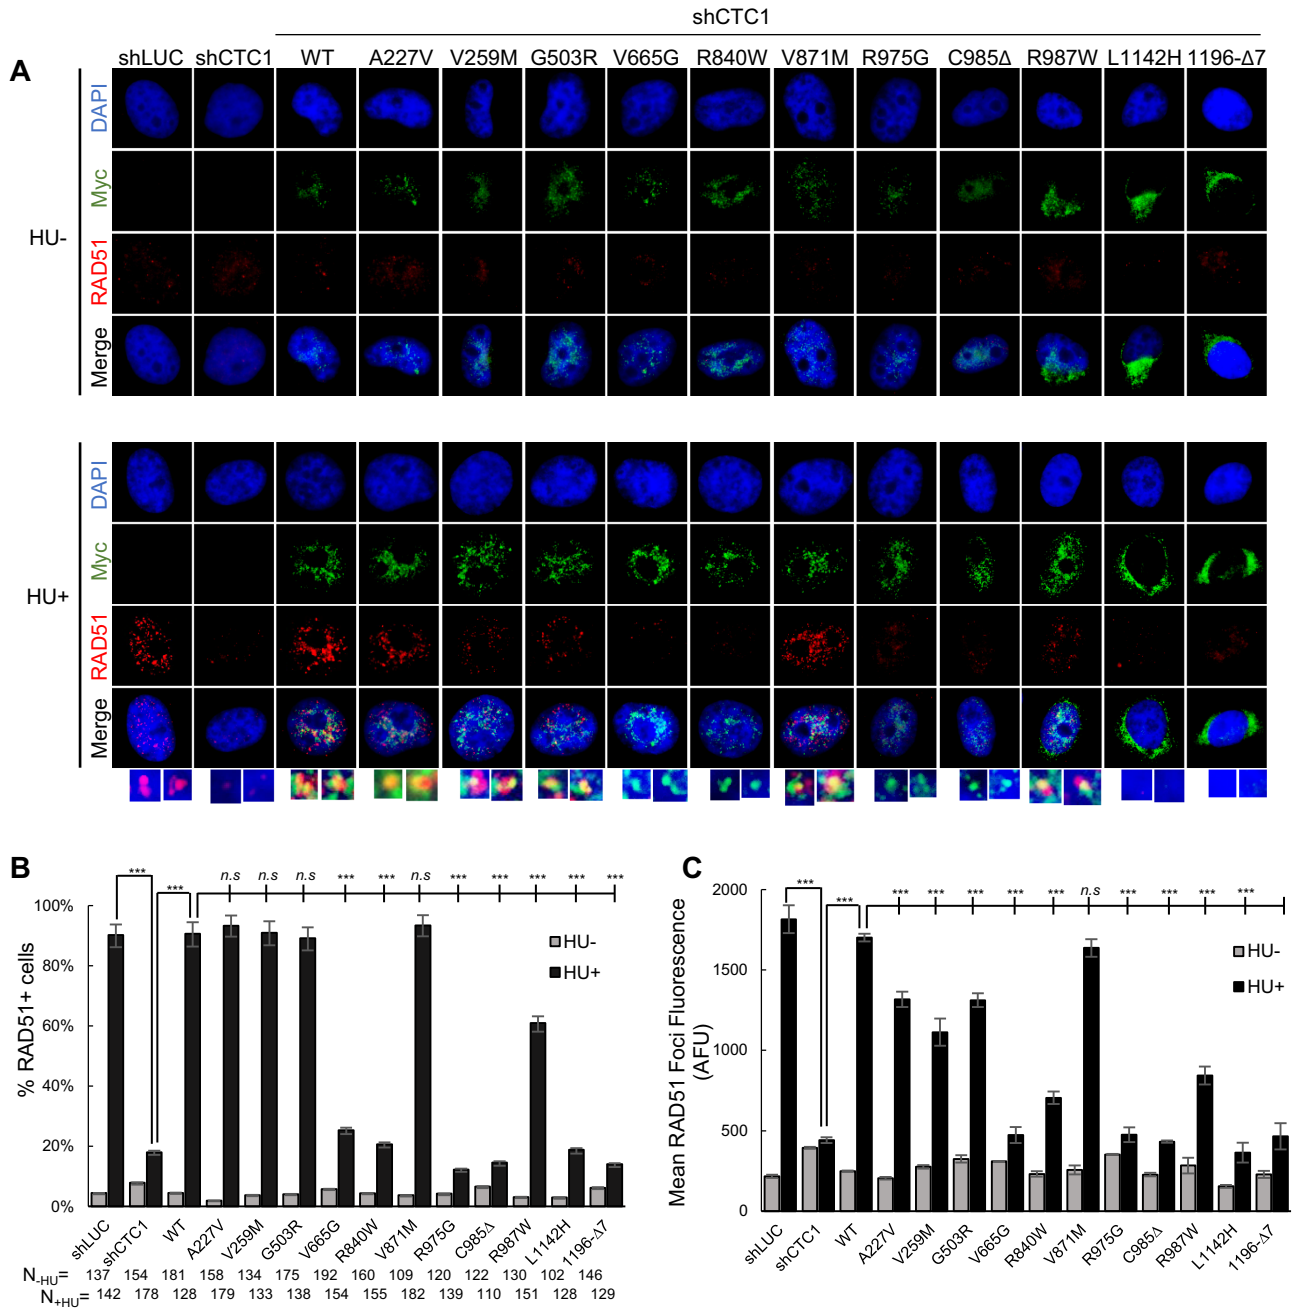 shCTC1
shLUC shCTC1 WT A227V V259M G503R V665G R840W V871M R975G C985Δ R987W L1142H 1196-Δ7
A
HU-
DAPI
Myc
RAD51
Merge
HU+
DAPI
Myc
RAD51
Merge
B
*** *** n.s n.s n.s *** *** n.s *** *** *** *** ***
% RAD51+ cells
100%
80%
60%
40%
20%
0%
HU-
HU+
shLUC shCTC1 WT A227V V259M G503R V665G R840W V871M R975G C985Δ R987W L1142H 1196-Δ7
N-HU= 137 154 181 158 134 175 192 160 109 120 122 130 102 146
N+HU= 142 178 128 179 133 138 154 155 182 139 110 151 128 129
C
*** *** *** *** *** *** *** n.s *** *** *** ***
Mean RAD51 Foci Fluorescence
(AFU)
2000
1500
1000
500
0
HU-
HU+
shLUC shCTC1 WT A227V V259M G503R V665G R840W V871M R975G C985Δ R987W L1142H 1196-Δ7